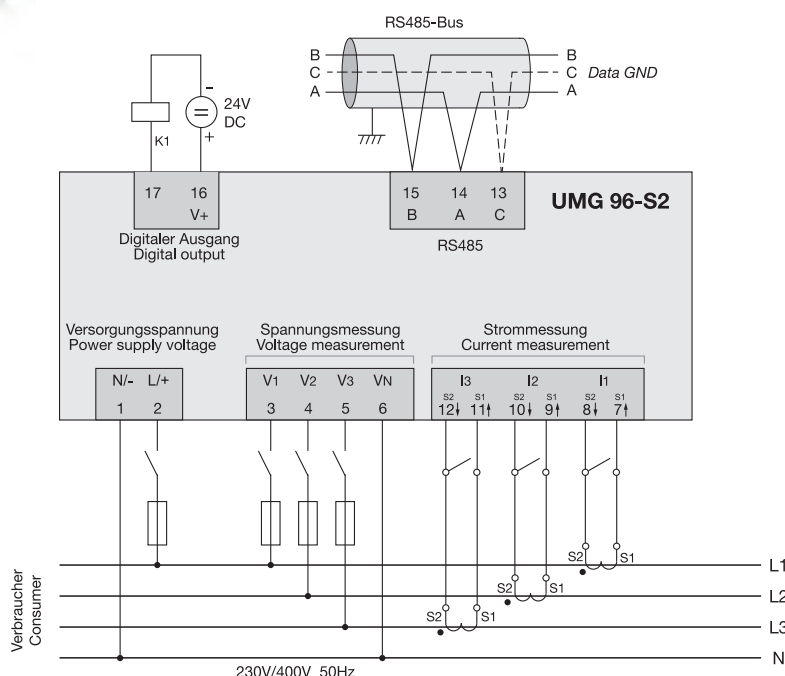 RS485-Bus
B B
C C Data GND
A A
-
24V
DC
+
K1
17 16
V+
Digitaler Ausgang
Digital output
15 14 13
B A C
RS485
UMG 96-S2
Versorgungsspannung
Power supply voltage
Spannungsmessung
Voltage measurement
Strommessung
Current measurement
N/- L/+
1 2
V1 V2 V3 VN
3 4 5 6
I3 I2 I1
S2 S1 S2 S1 S2 S1
12 11 10 9 8 7
S2 S1
S2 S1
S2 S1
L1
L2
L3
N
Verbraucher
Consumer
230V/400V 50Hz